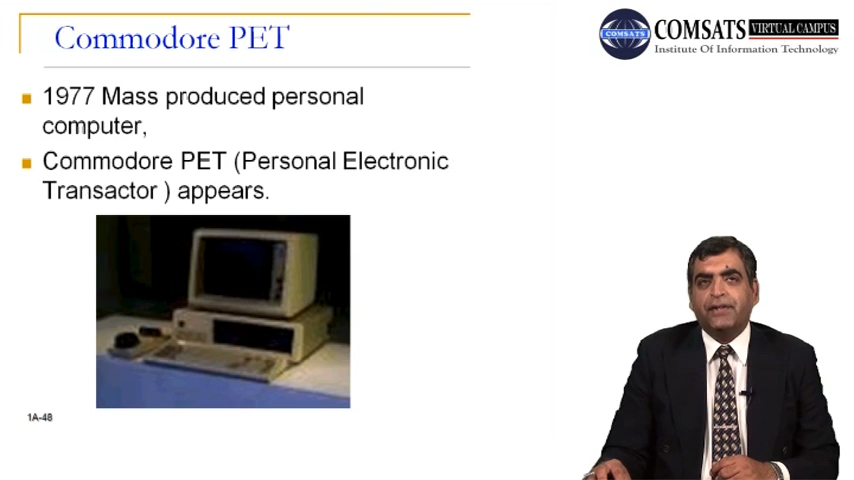 Commodore PET
1977 Mass produced personal
computer,
Commodore PET (Personal Electronic
Transactor ) appears.
1A-48
COMSATS
COMSATS VIRTUAL CAMPUS
Institute Of Information Technology